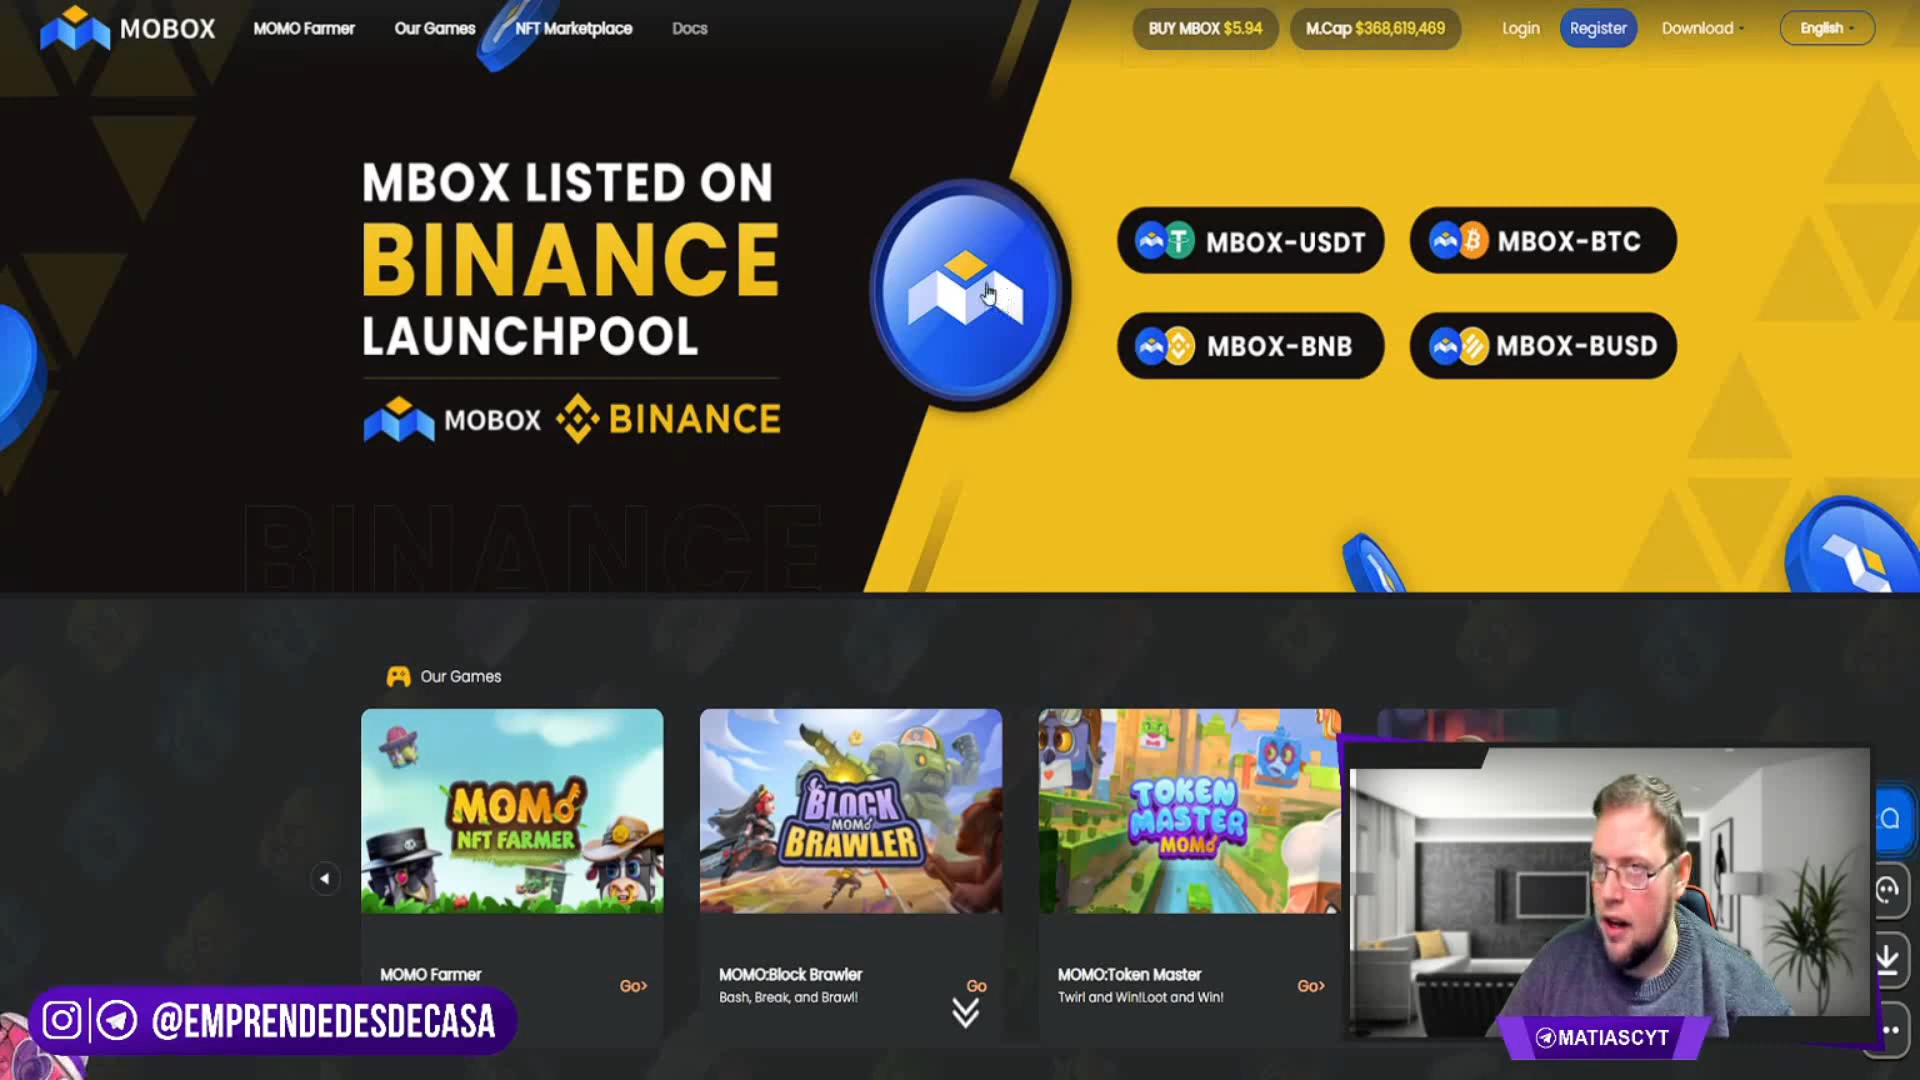 MOBOX
MOMO Farmer
Our Games
NFT Marketplace
Docs
BUY MBOX $5.94
M.Cap $368,619,469
Login
Register
Download
English
MBOX LISTED ON
BINANCE
LAUNCHPOOL
MOBOX
BINANCE
MBOX-USDT
MBOX-BTC
MBOX-BNB
MBOX-BUSD
BINANCE
Our Games
MOMO
NFT FARMER
BLOCK
MOMO
BRAWLER
TOKEN
MASTER
MOMO
MOMO Farmer
Go>
MOMO:Block Brawler
Bash, Break, and Brawl!
Go
MOMO:Token Master
Twirl and Win!Loot and Win!
Go>
@EMPRENDEDESDECASA
MATIASCYT